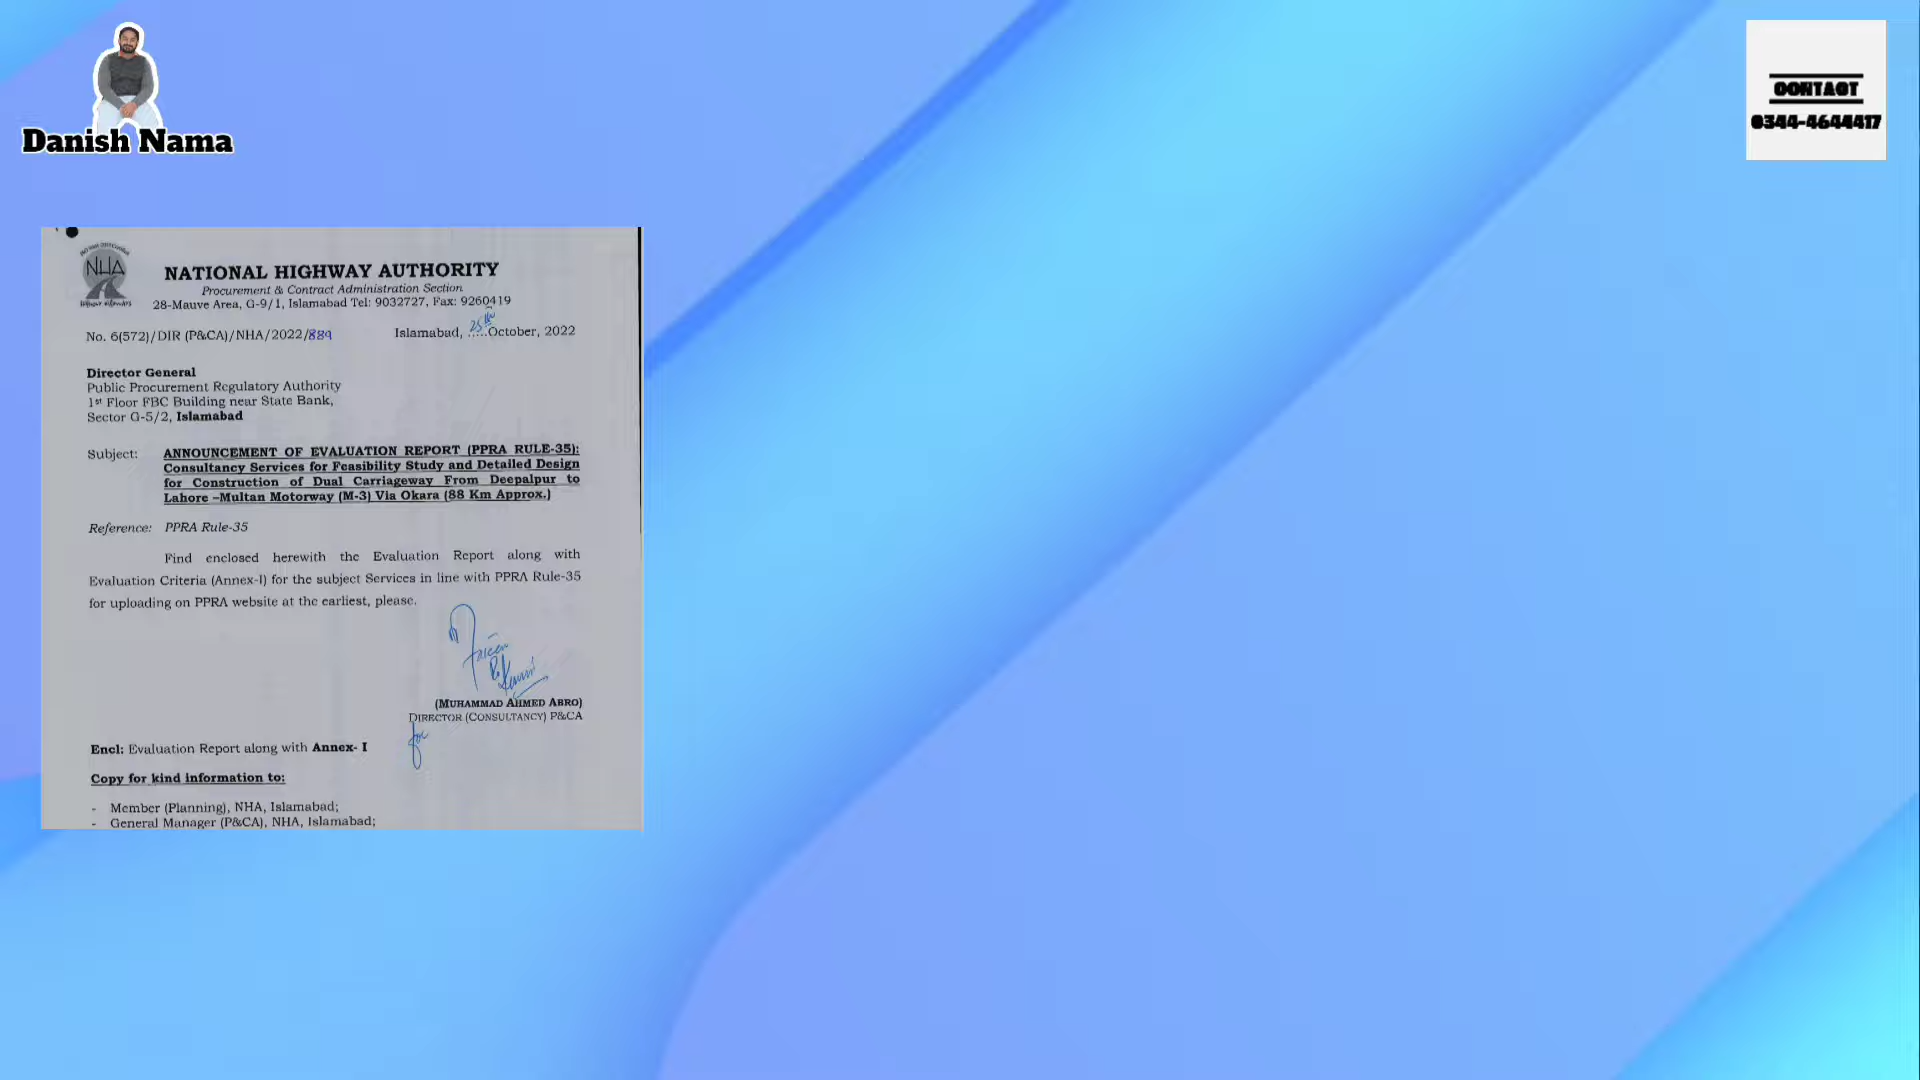 Danish Nama
CONTACT
0344-4644417
NHA
NATIONAL HIGHWAY AUTHORITY
Procurement & Contract Administration Section
28-Mauve Area, G-9/1, Islamabad Tel: 9032727, Fax: 9260419
No. 6(572)/DIR (P&CA)/NHA/2022/889
Islamabad, 25th.....October, 2022
Director General
Public Procurement Regulatory Authority
1st Floor FBC Building near State Bank,
Sector G-5/2, Islamabad
Subject: ANNOUNCEMENT OF EVALUATION REPORT (PPRA RULE-35):
Consultancy Services for Feasibility Study and Detailed Design
for Construction of Dual Carriageway From Deepalpur to
Lahore –Multan Motorway (M-3) Via Okara (88 Km Approx.)
Reference: PPRA Rule-35
Find enclosed herewith the Evaluation Report along with
Evaluation Criteria (Annex-I) for the subject Services in line with PPRA Rule-35
for uploading on PPRA website at the earliest, please.
(MUHAMMAD AHMED ABRO)
DIRECTOR (CONSULTANCY) P&CA
for
Encl: Evaluation Report along with Annex- I
Copy for kind information to:
- Member (Planning), NHA, Islamabad;
- General Manager (P&CA), NHA, Islamabad;